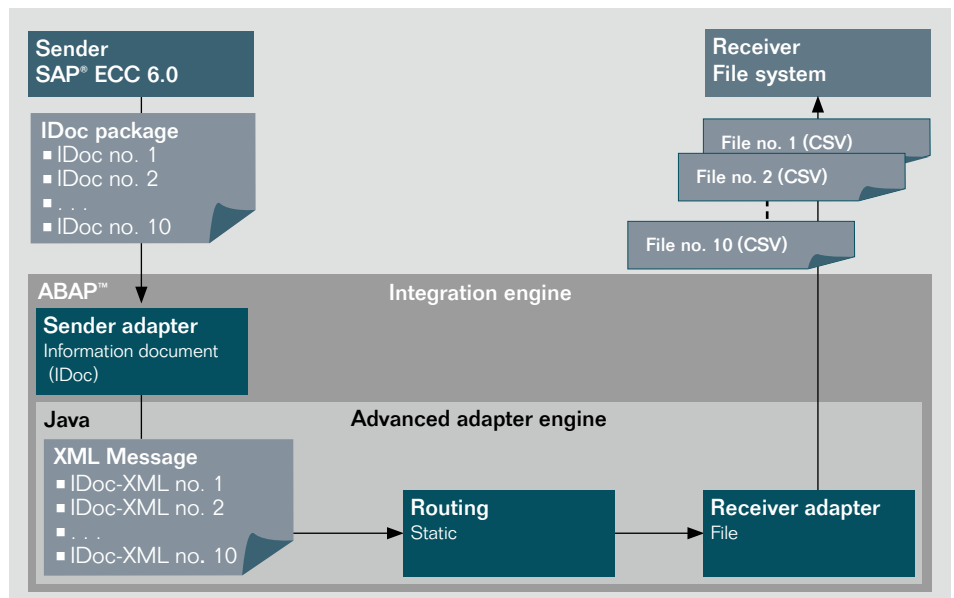 Sender
SAP® ECC 6.0
IDoc package
▪ IDoc no. 1
▪ IDoc no. 2
▪ . . .
▪ IDoc no. 10
Receiver
File system
File no. 1 (CSV)
File no. 2 (CSV)
File no. 10 (CSV)
ABAP™
Integration engine
Sender adapter
Information document
(IDoc)
Java
Advanced adapter engine
XML Message
▪ IDoc-XML no. 1
▪ IDoc-XML no. 2
▪ . . .
▪ IDoc-XML no. 10
Routing
Static
Receiver adapter
File